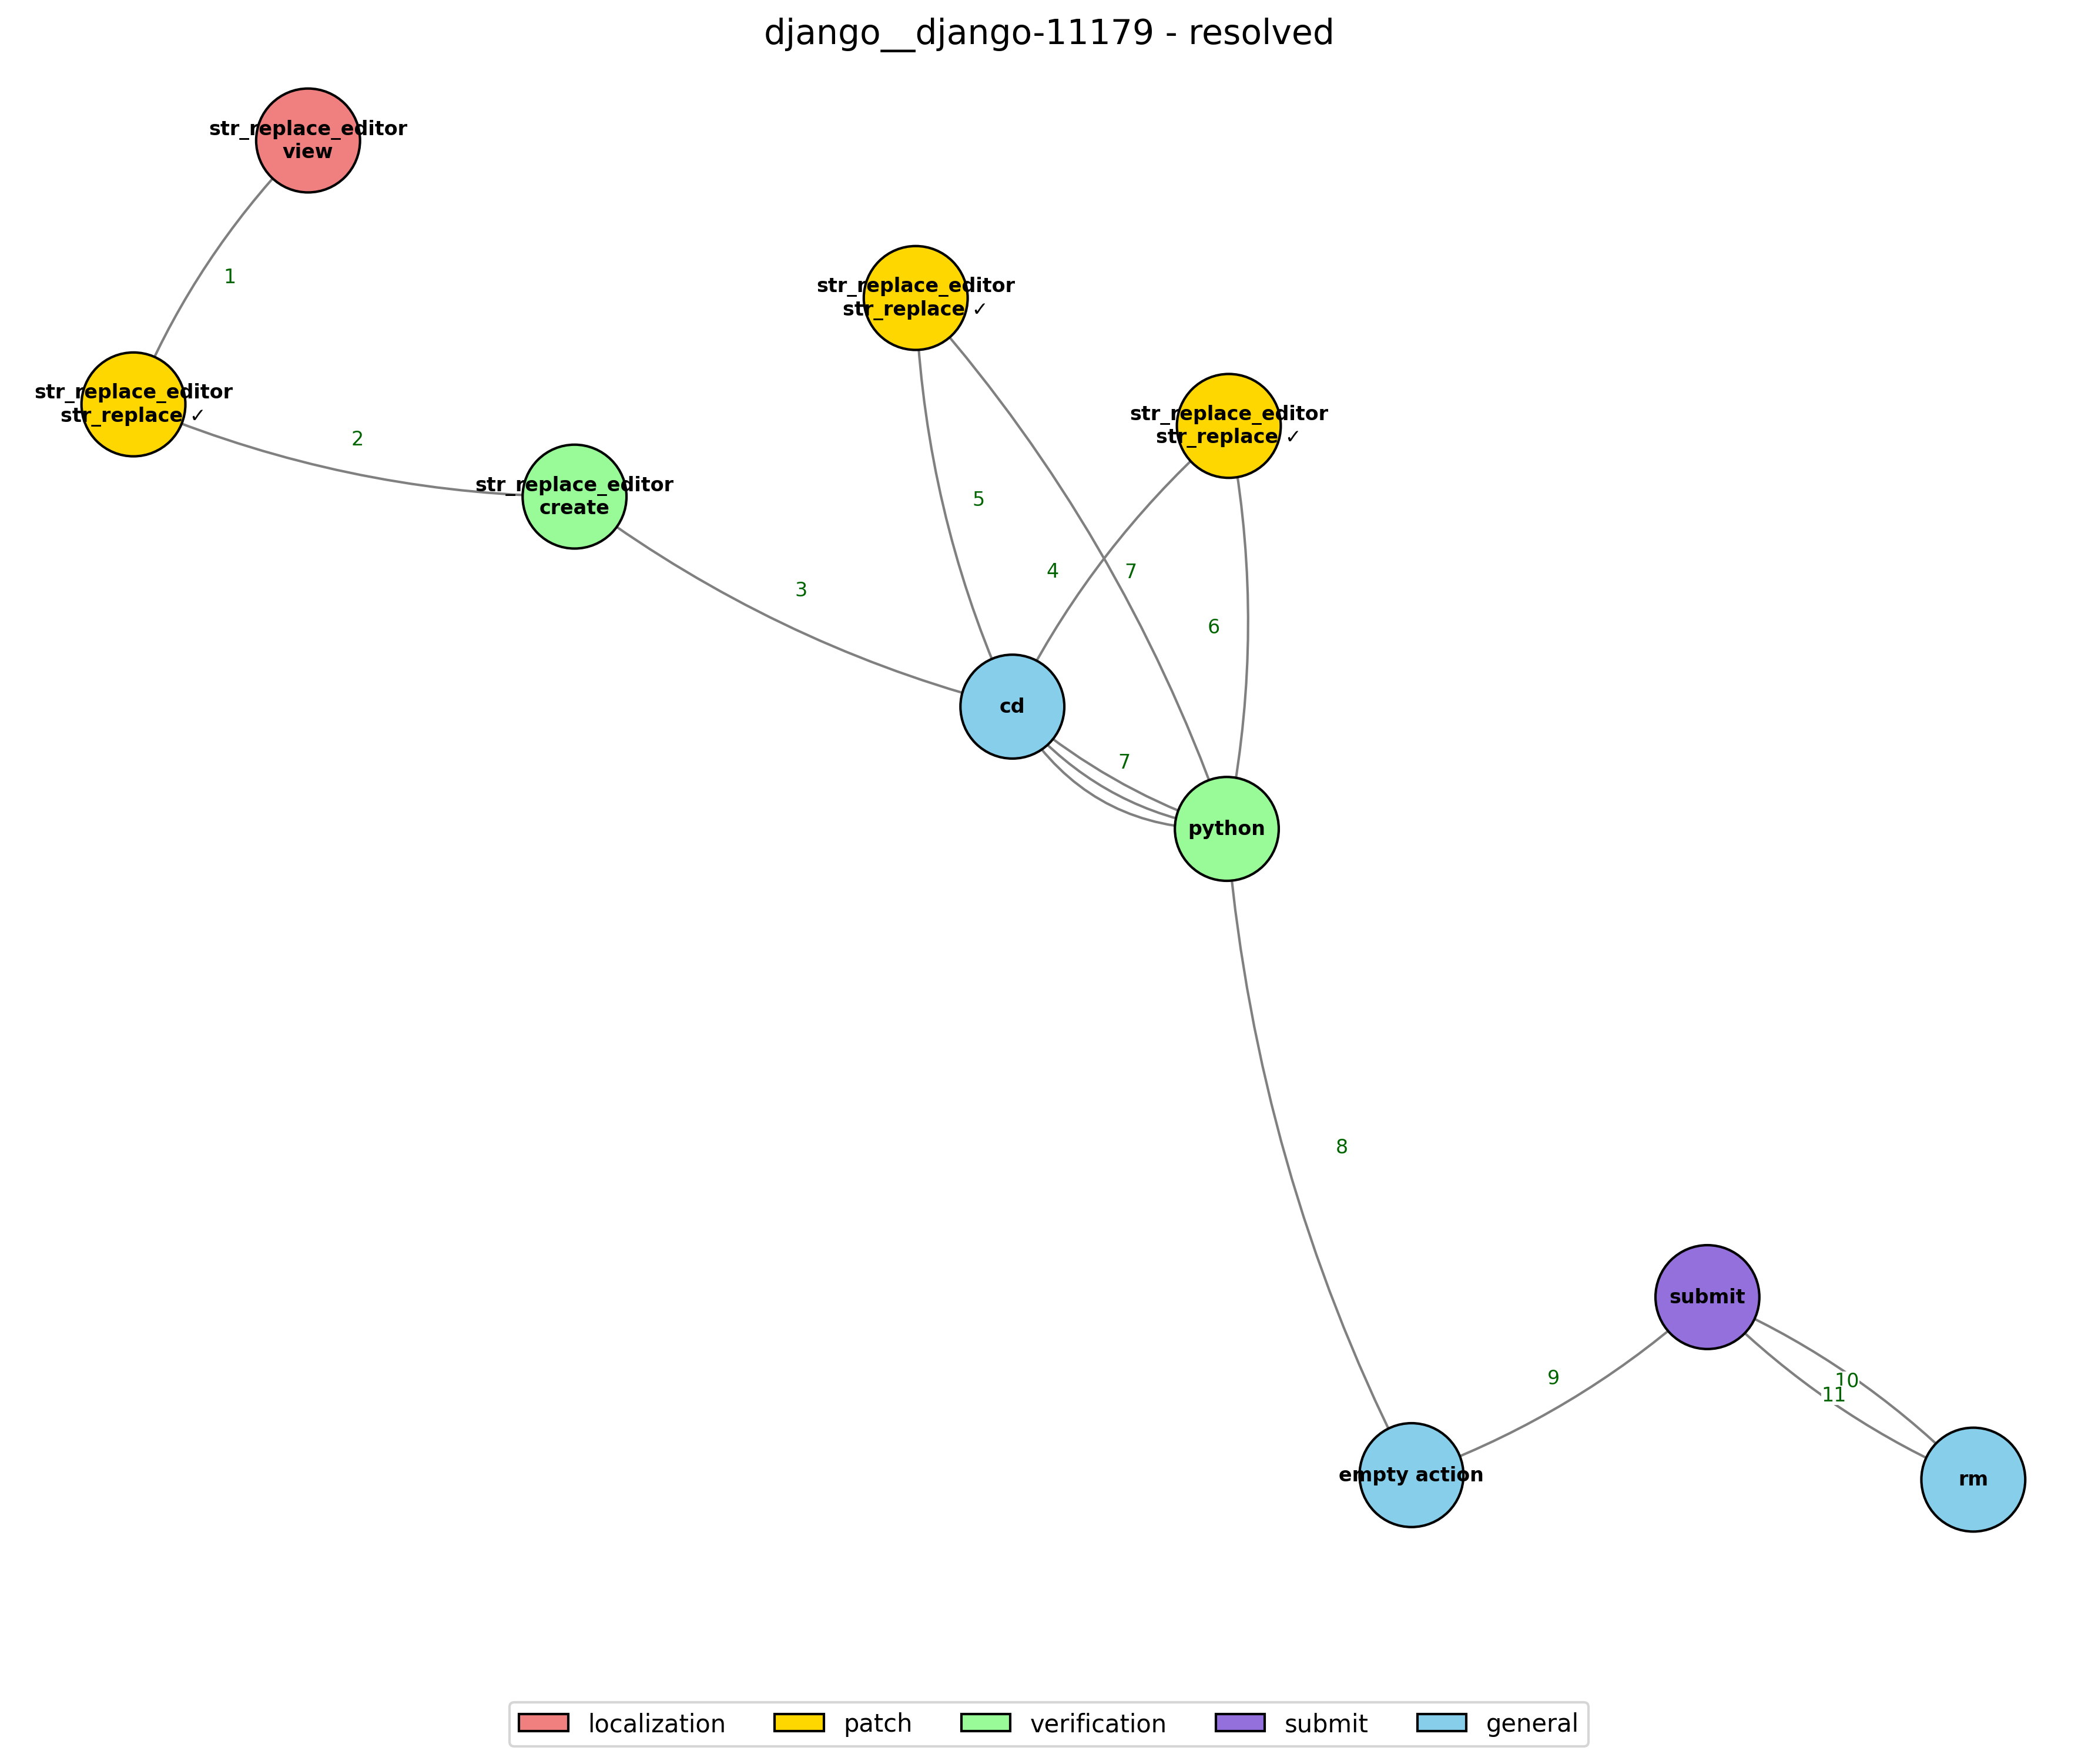 django__django-11179 - resolved
str_replace_editor
view
1
str_replace_editor
str_replace ✓
str_replace_editor
str_replace ✓
str_replace_editor
str_replace ✓
2
str_replace_editor
create
5
3
4
7
6
cd
7
python
8
submit
9
10
11
empty action
rm
localization
patch
verification
submit
general